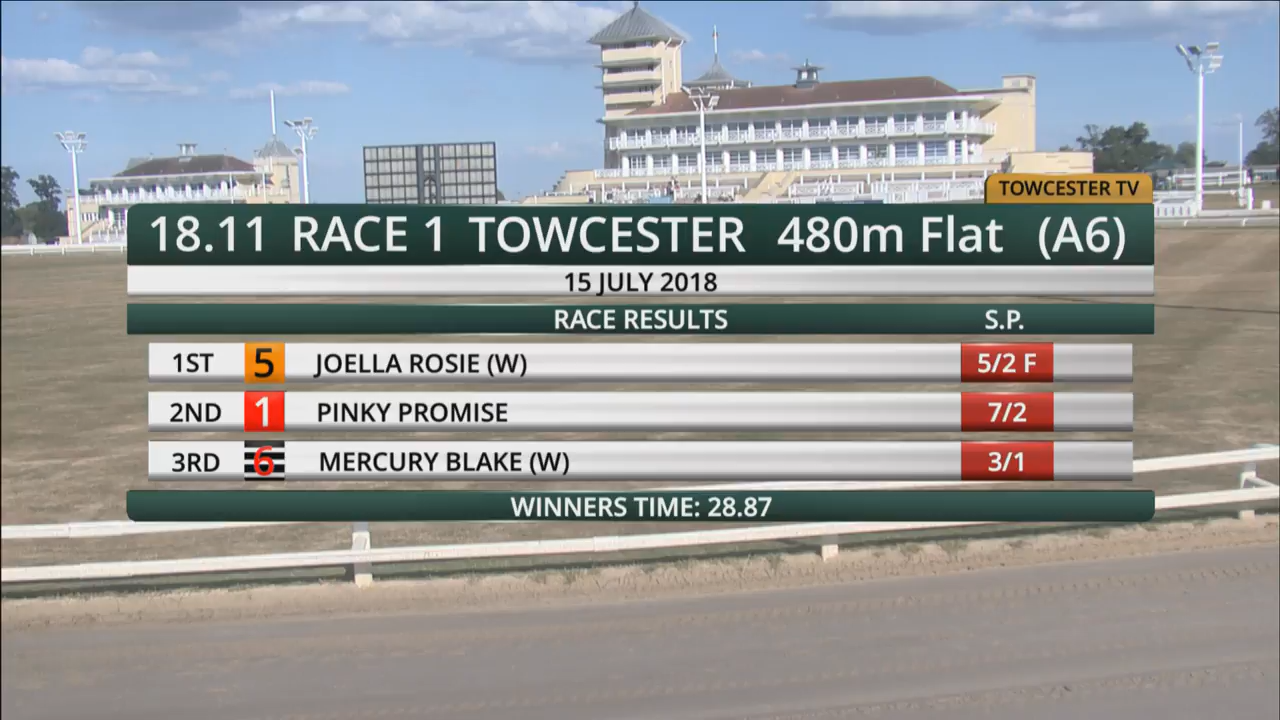 TOWCESTER TV
18.11 RACE 1 TOWCESTER 480m Flat (A6)
15 JULY 2018
RACE RESULTS S.P.
1ST 5 JOELLA ROSIE (W) 5/2 F
2ND 1 PINKY PROMISE 7/2
3RD 6 MERCURY BLAKE (W) 3/1
WINNERS TIME: 28.87